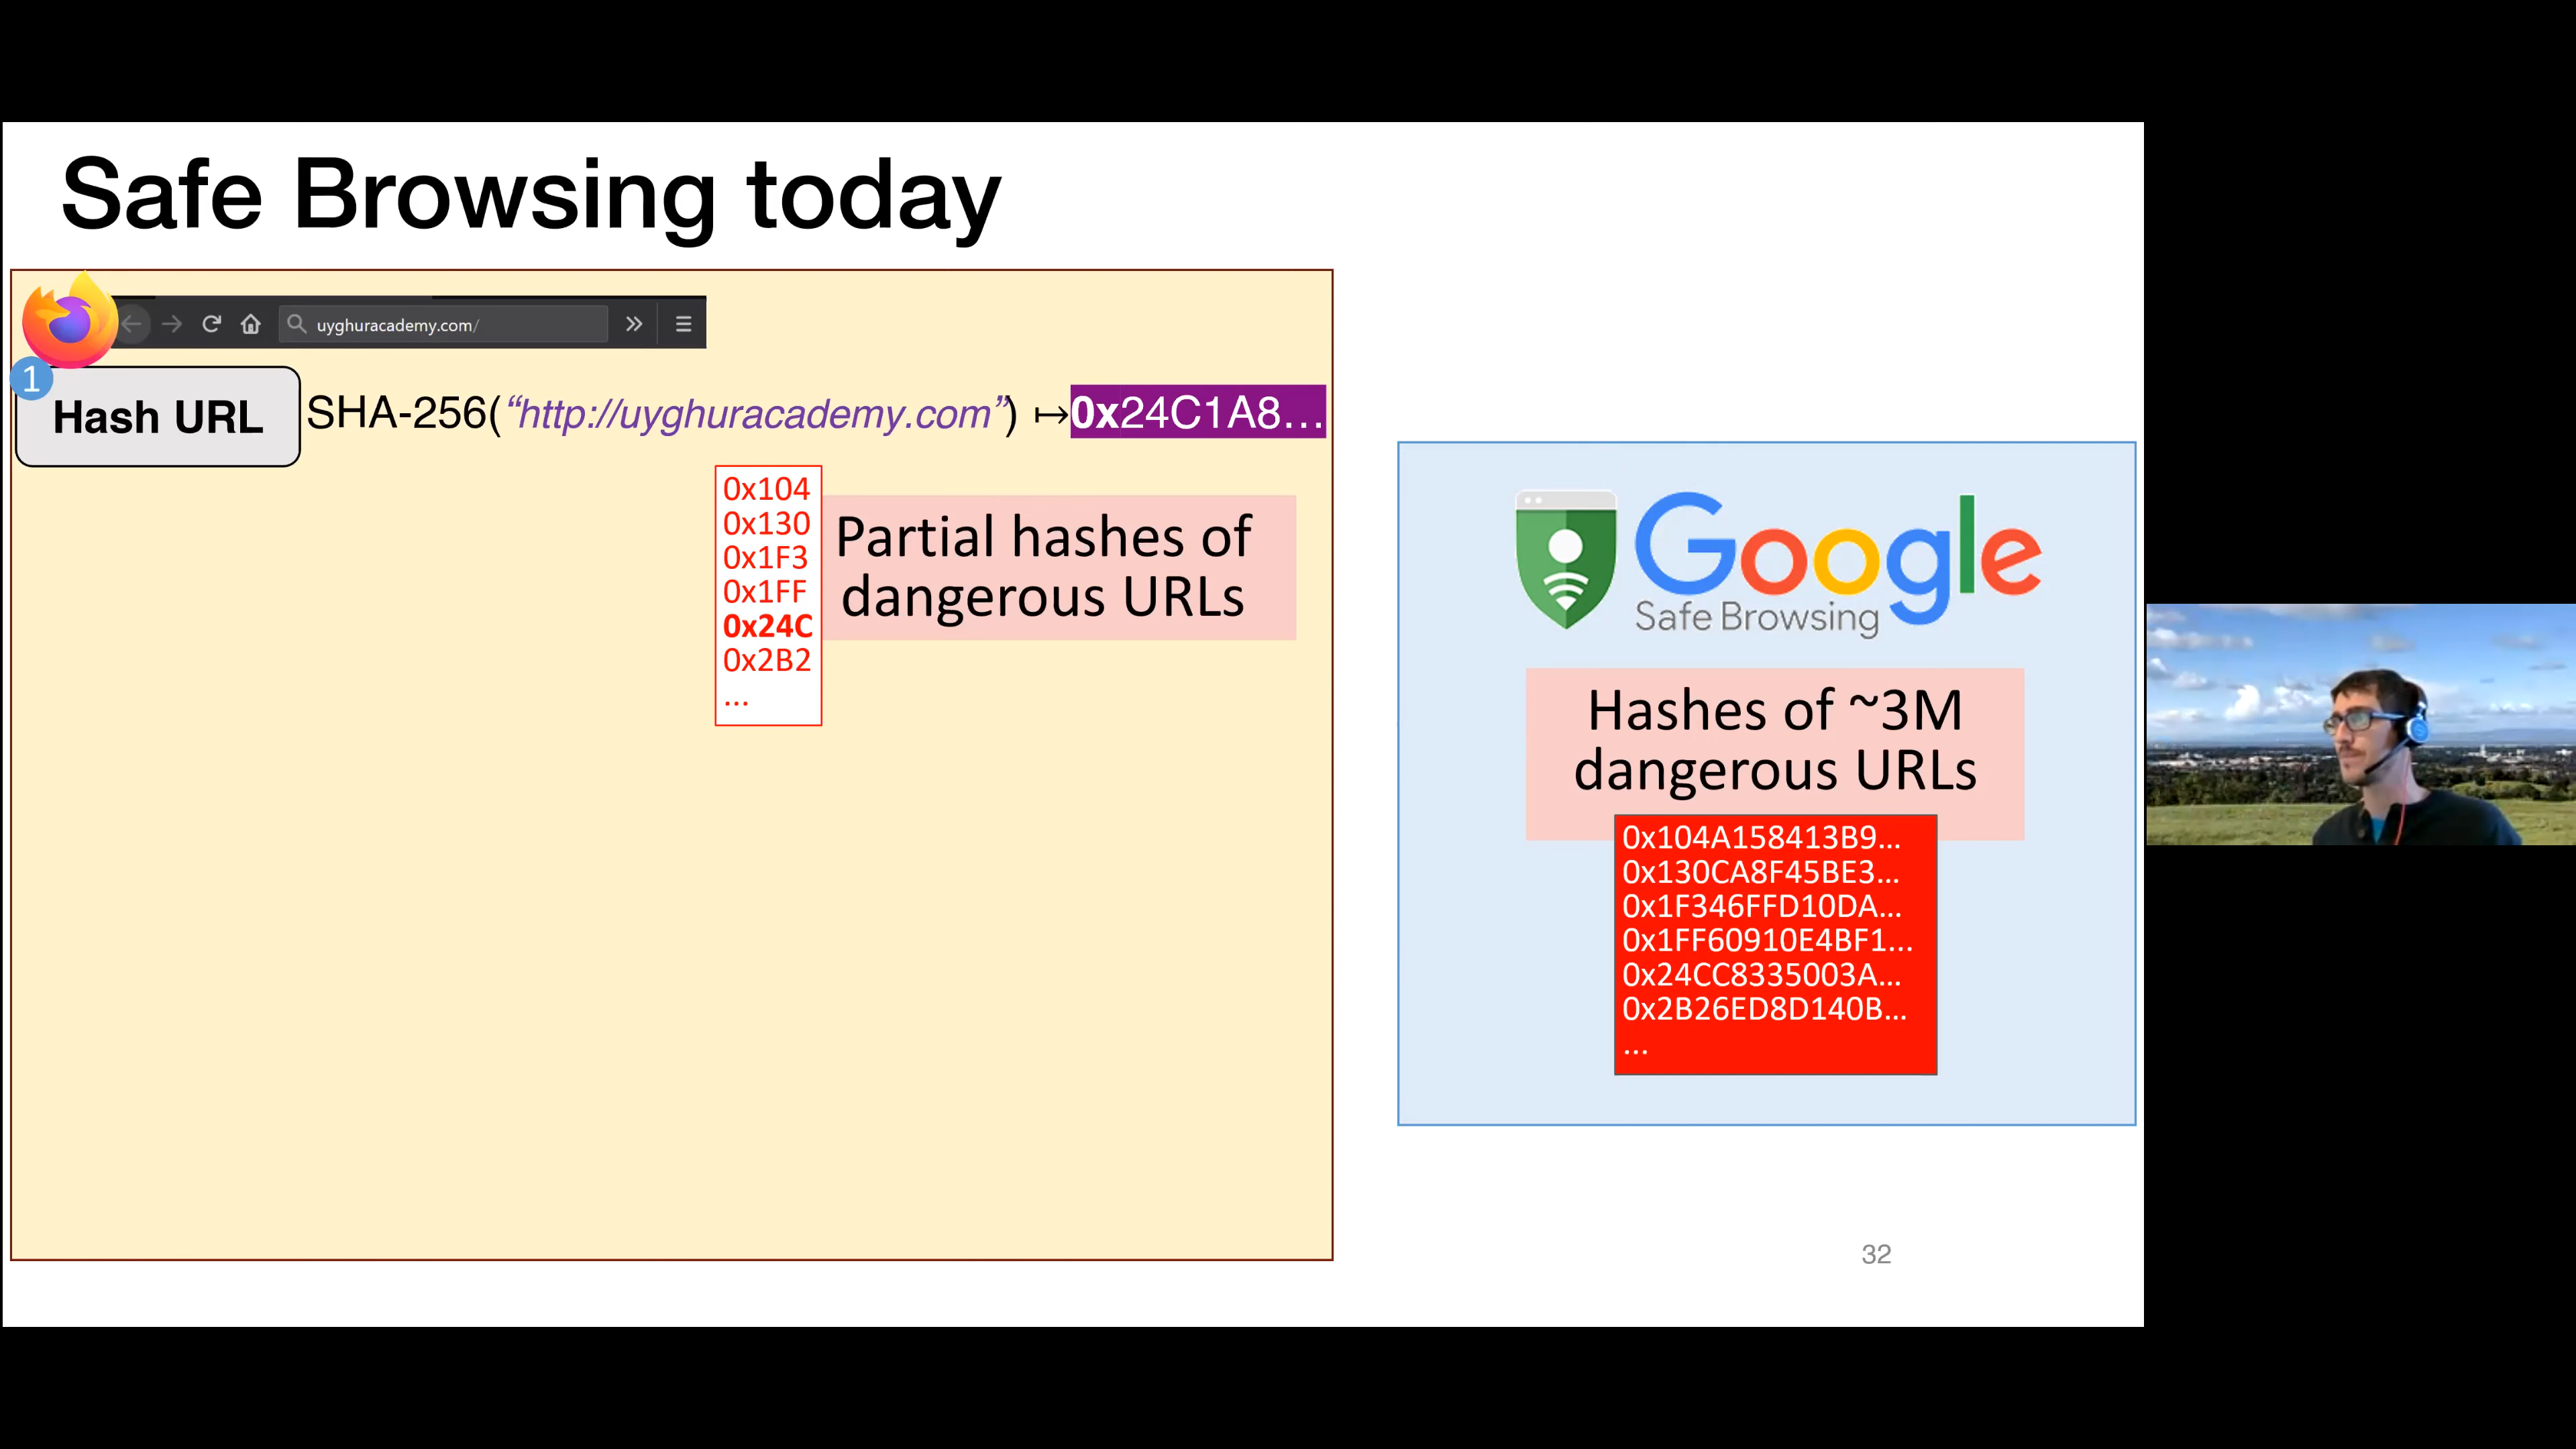 Safe Browsing today
uyghuracademy.com/
1
Hash URL
SHA-256(“http://uyghuracademy.com”) ↦0x24C1A8...
0x104
0x130
0x1F3
0x1FF
0x24C
0x2B2
...
Partial hashes of
dangerous URLs
Google
Safe Browsing
Hashes of ~3M
dangerous URLs
0x104A158413B9...
0x130CA8F45BE3...
0x1F346FFD10DA...
0x1FF60910E4BF1...
0x24CC8335003A...
0x2B26ED8D140B...
...
32